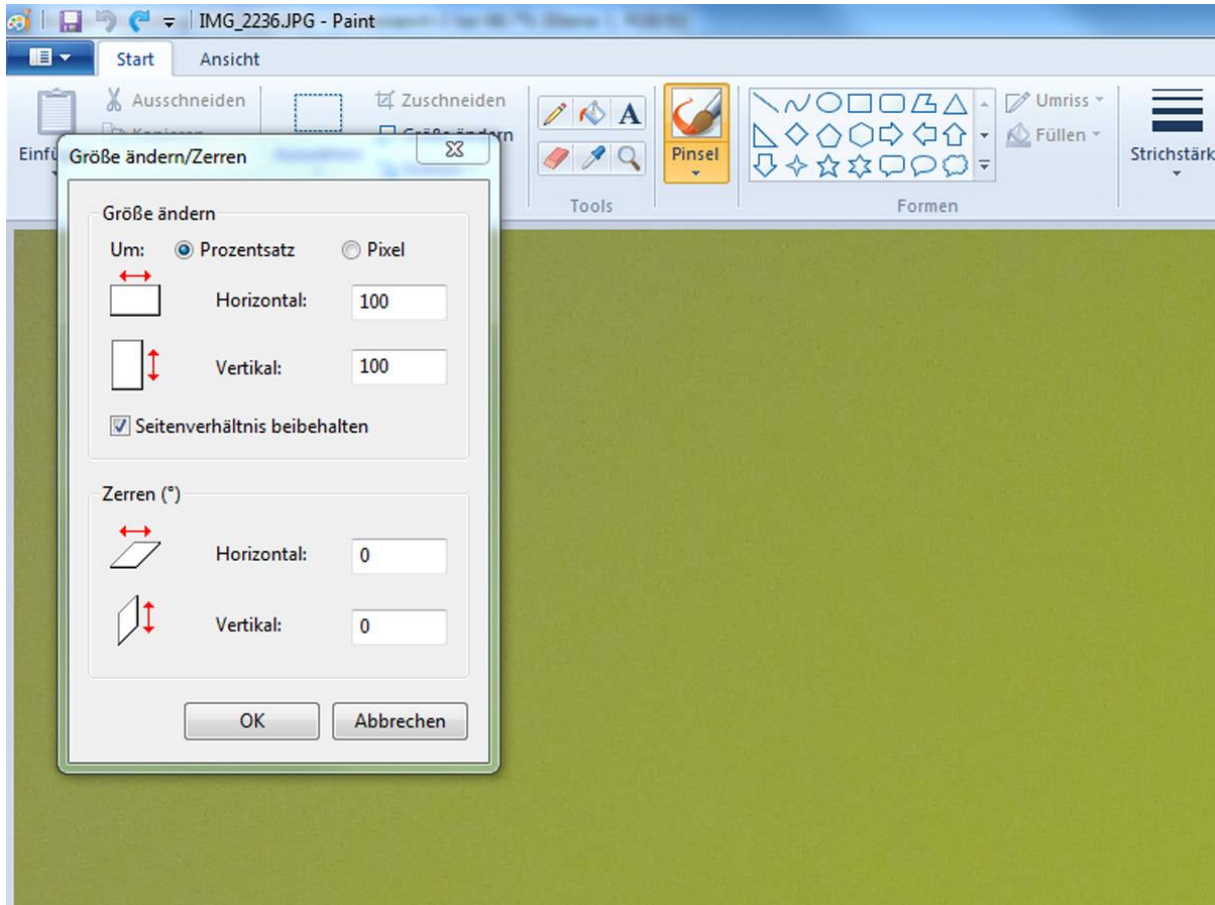 IMG_2236.JPG - Paint
Start Ansicht
Ausschneiden
Zuschneiden
A
Pinsel
Umriss
Füllen
Strichstärk
Tools
Formen
Größe ändern/Zerren
Größe ändern
Um: Prozentsatz Pixel
Horizontal: 100
Vertikal: 100
Seitenverhältnis beibehalten
Zerren (°)
Horizontal: 0
Vertikal: 0
OK Abbrechen